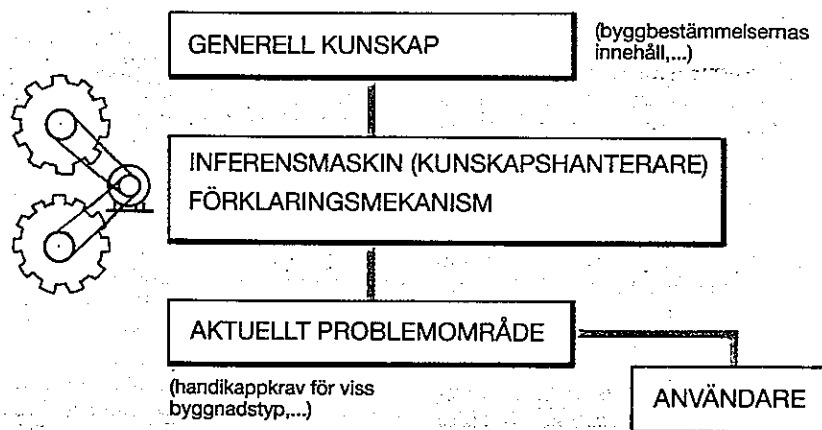 GENERELL KUNSKAP
(byggbestämmelsernas
innehåll,...)
INFERENSMASKIN (KUNSKAPSHANTERARE)
FÖRKLARINGSMEKANISM
AKTUELLT PROBLEMOMRÅDE
(handikappkrav för viss
byggnadstyp,...)
ANVÄNDARE